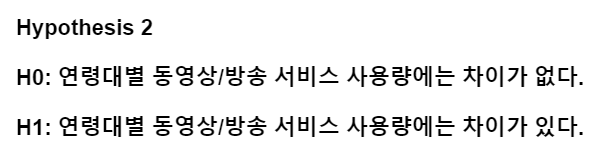 Hypothesis 2
H0: 연령대별 동영상/방송 서비스 사용량에는 차이가 없다.
H1: 연령대별 동영상/방송 서비스 사용량에는 차이가 있다.